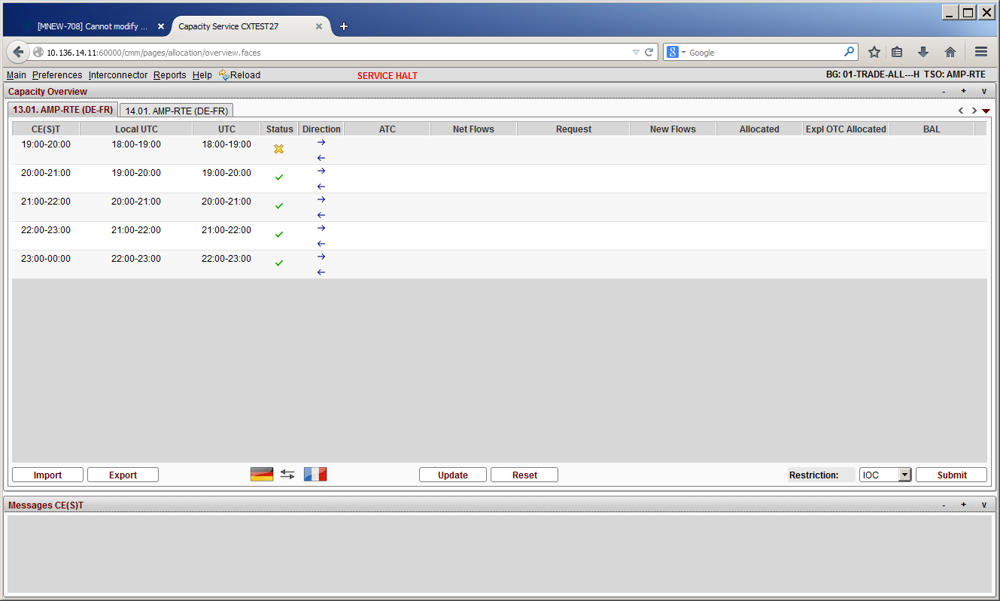 [MNEW-708] Cannot modify ... Capacity Service CXTEST27
10.136.14.11:60000/cmm/pages/allocation/overview.faces 8 Google
Main Preferences Interconnector Reports Help Reload SERVICE HALT BG: 01-TRADE-ALL---H TSO: AMP-RTE
Capacity Overview - + v
13.01. AMP-RTE (DE-FR) 14.01. AMP-RTE (DE-FR)
CE(S)T Local UTC UTC Status Direction ATC Net Flows Request New Flows Allocated Expl OTC Allocated BAL
19:00-20:00 18:00-19:00 18:00-19:00
20:00-21:00 19:00-20:00 19:00-20:00
21:00-22:00 20:00-21:00 20:00-21:00
22:00-23:00 21:00-22:00 21:00-22:00
23:00-00:00 22:00-23:00 22:00-23:00
Import Export Update Reset Restriction: IOC Submit
Messages CE(S)T - + v